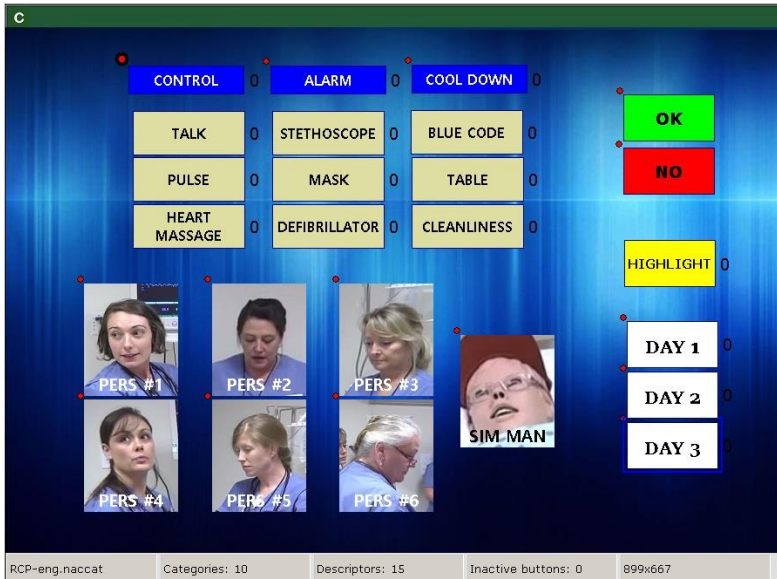 C
CONTROL 0 ALARM 0 COOL DOWN 0
TALK 0 STETHOSCOPE 0 BLUE CODE 0
PULSE 0 MASK 0 TABLE 0
HEART
MASSAGE 0 DEFIBRILLATOR 0 CLEANLINESS 0
OK
NO
HIGHLIGHT 0
PERS #1 PERS #2 PERS #3
PERS #4 PERS #5 PERS #6
SIM MAN
DAY 1 0
DAY 2 0
DAY 3 0
RCP-eng.naccat Categories: 10 Descriptors: 15 Inactive buttons: 0 899x667